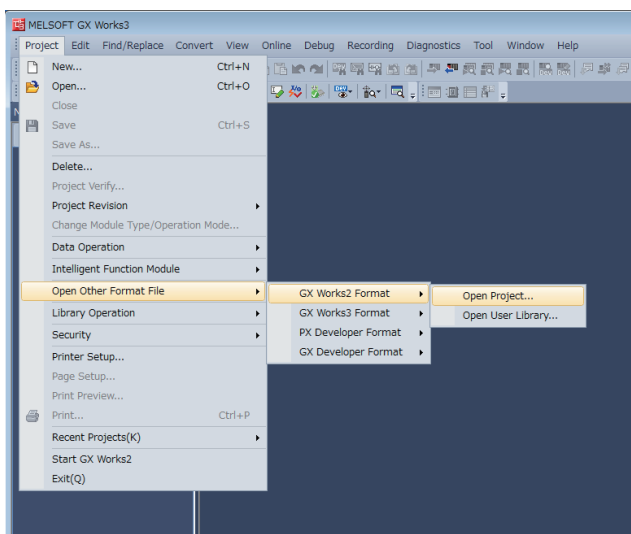 MELSOFT GX Works3
Project Edit Find/Replace Convert View Online Debug Recording Diagnostics Tool Window Help
New... Ctrl+N
Open... Ctrl+O
Close
Save Ctrl+S
Save As...
Delete...
Project Verify...
Project Revision
Change Module Type/Operation Mode...
Data Operation
Intelligent Function Module
Open Other Format File
GX Works2 Format
Open Project...
Library Operation
GX Works3 Format
Open User Library...
Security
PX Developer Format
Printer Setup...
GX Developer Format
Page Setup...
Print Preview...
Print... Ctrl+P
Recent Projects(K)
Start GX Works2
Exit(Q)